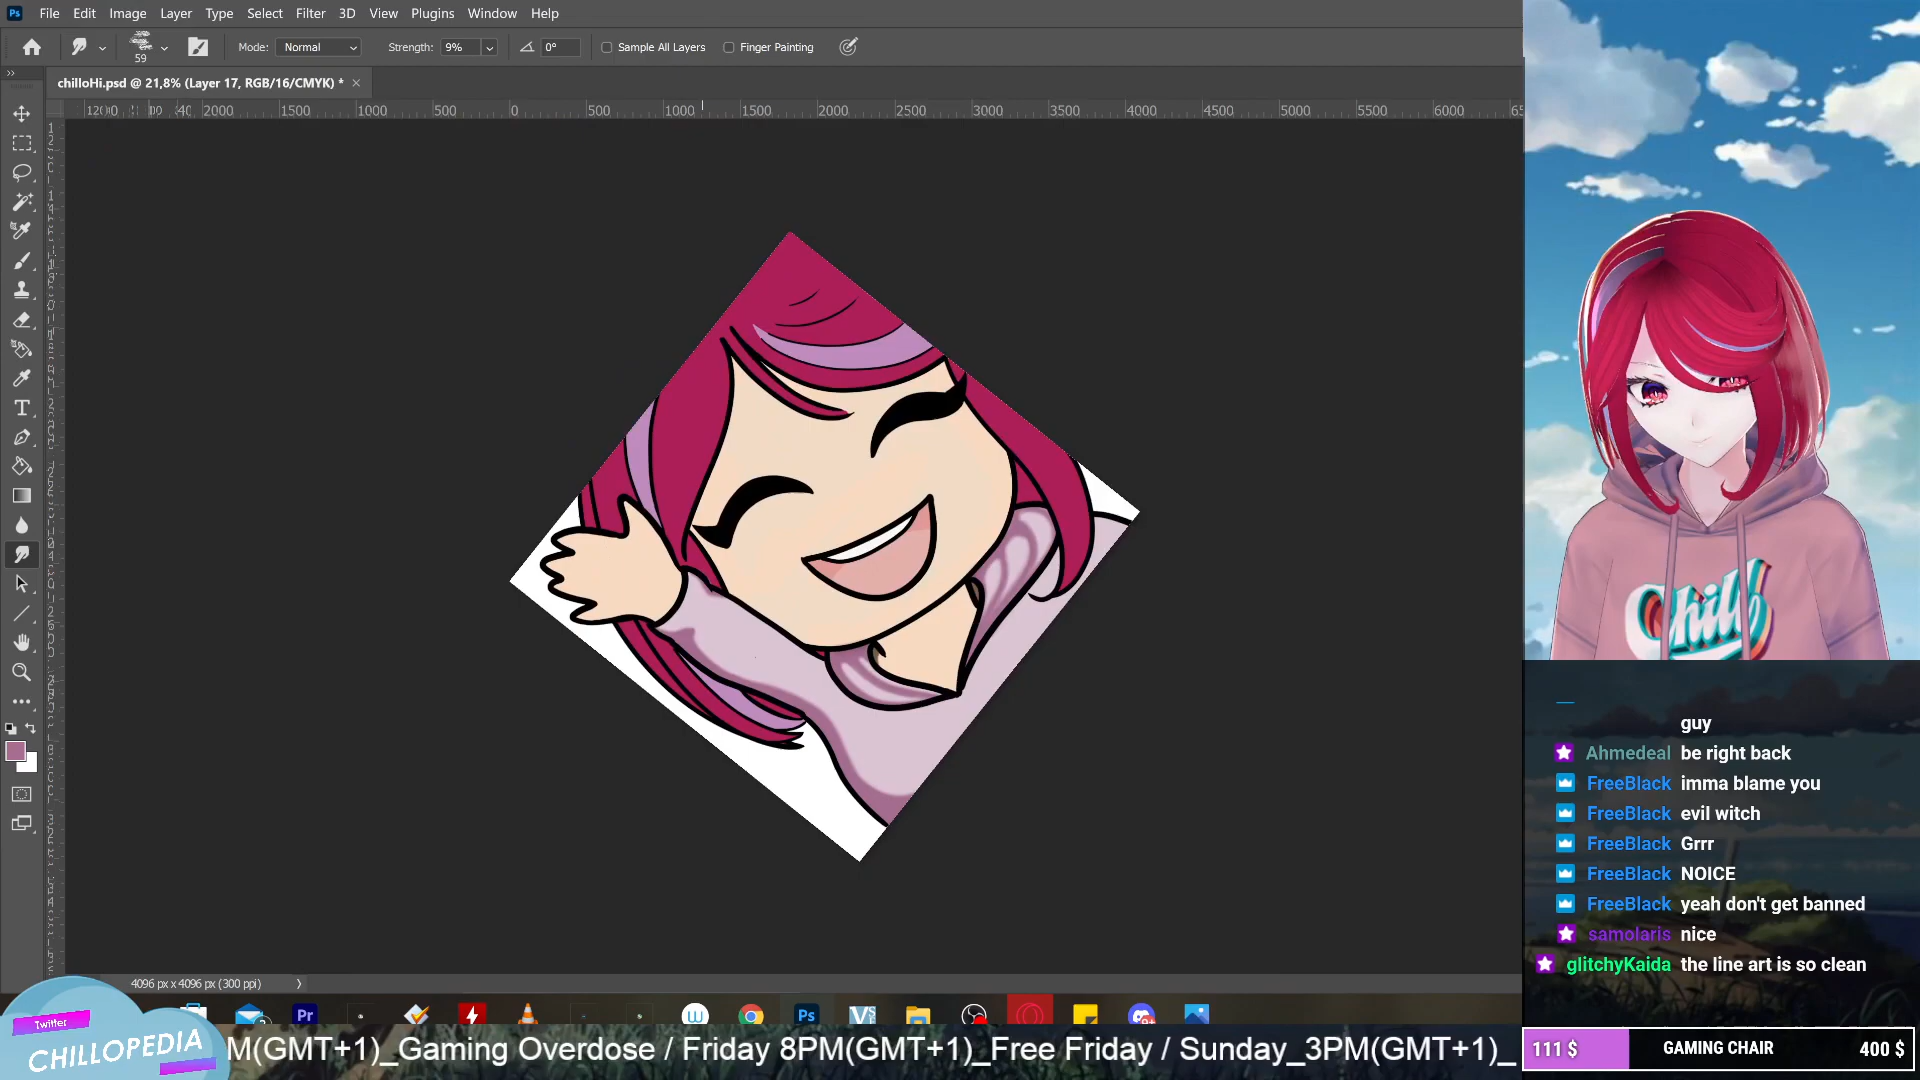 Ps File Edit Image Layer Type Select Filter 3D View Plugins Window Help
59 Mode: Normal Strength: 9% 0° Sample All Layers Finger Painting
chilloHi.psd @ 21,8% (Layer 17, RGB/16/CMYK) * ×
2000 1500 1000 500 0 500 1000 1500 2000 2500 3000 3500 4000 4500 5000 5500 6000
Chill
guy
Ahmedeal be right back
FreeBlack imma blame you
FreeBlack evil witch
FreeBlack Grrr
FreeBlack NOICE
FreeBlack yeah don't get banned
samolaris nice
glitchyKaida the line art is so clean
4096 px x 4096 px (300 ppi)
Pr Ps
Twitter
CHILLOPEDIA
M(GMT+1)_Gaming Overdose / Friday 8PM(GMT+1)_Free Friday / Sunday_3PM(GMT+1)_
111 $ GAMING CHAIR 400 $